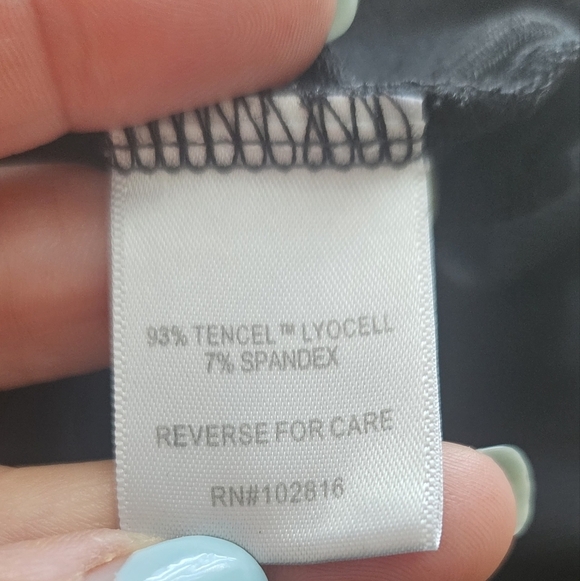 93% TENCEL™ LYOCELL
7% SPANDEX
REVERSE FOR CARE
RN#102816